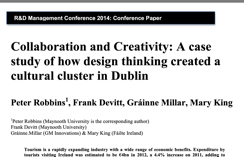 R&D Management Conference 2014: Conference Paper
Collaboration and Creativity: A case
study of how design thinking created a
cultural cluster in Dublin
Peter Robbins¹, Frank Devitt, Gráinne Millar, Mary King
¹Peter Robbins (Maynooth University is the corresponding author)
Frank Devitt (Maynooth University)
Gráinne Millar (GM Innovations) & Mary King (Fáilte Ireland)
Tourism is a rapidly expanding industry with a wide range of economic benefits. Expenditure by
tourists visiting Ireland was estimated to be €4bn in 2012, a 4.4% increase on 2011, adding to